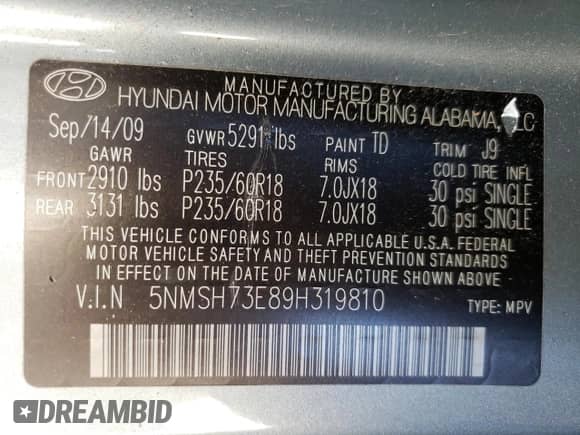 MANUFACTURED BY
HYUNDAI MOTOR MANUFACTURING ALABAMA, LLC
Sep/14/09 GVWR 5291 lbs PAINT TD TRIM J9
GAWR TIRES RIMS COLD TIRE INFL
FRONT 2910 lbs P235/60R18 7.0JX18 30 psi SINGLE
REAR 3131 lbs P235/60R18 7.0JX18 30 psi SINGLE
THIS VEHICLE CONFORMS TO ALL APPLICABLE U.S.A. FEDERAL
MOTOR VEHICLE SAFETY AND THEFT PREVENTION STANDARDS
IN EFFECT ON THE DATE OF MANUFACTURE SHOWN ABOVE.
V.I.N 5NMSH73E89H319810 TYPE: MPV
DREAMBID